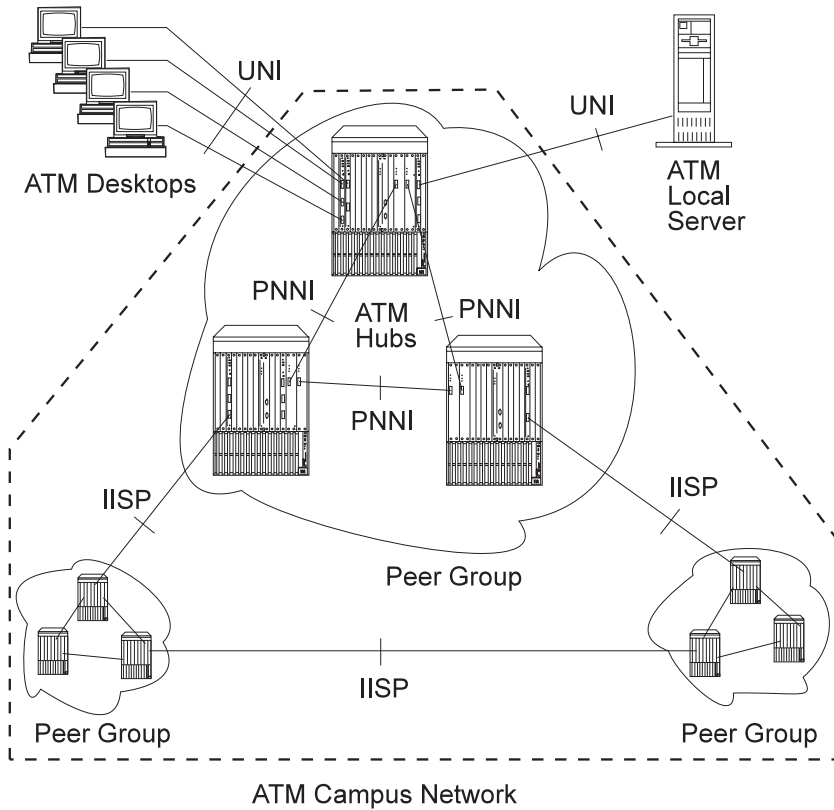 UNI
UNI
ATM Desktops
ATM
Local
Server
PNNI
ATM
Hubs
PNNI
PNNI
IISP
IISP
Peer Group
IISP
Peer Group
Peer Group
ATM Campus Network